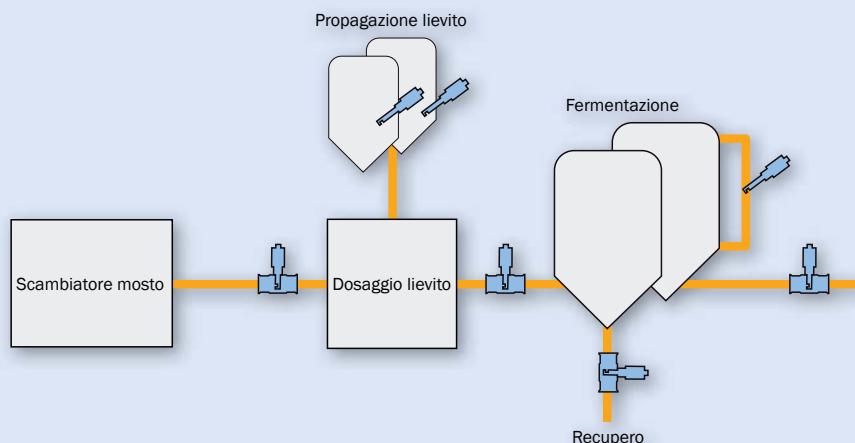 Propagazione lievito
Fermentazione
Scambiatore mosto
Dosaggio lievito
Recupero